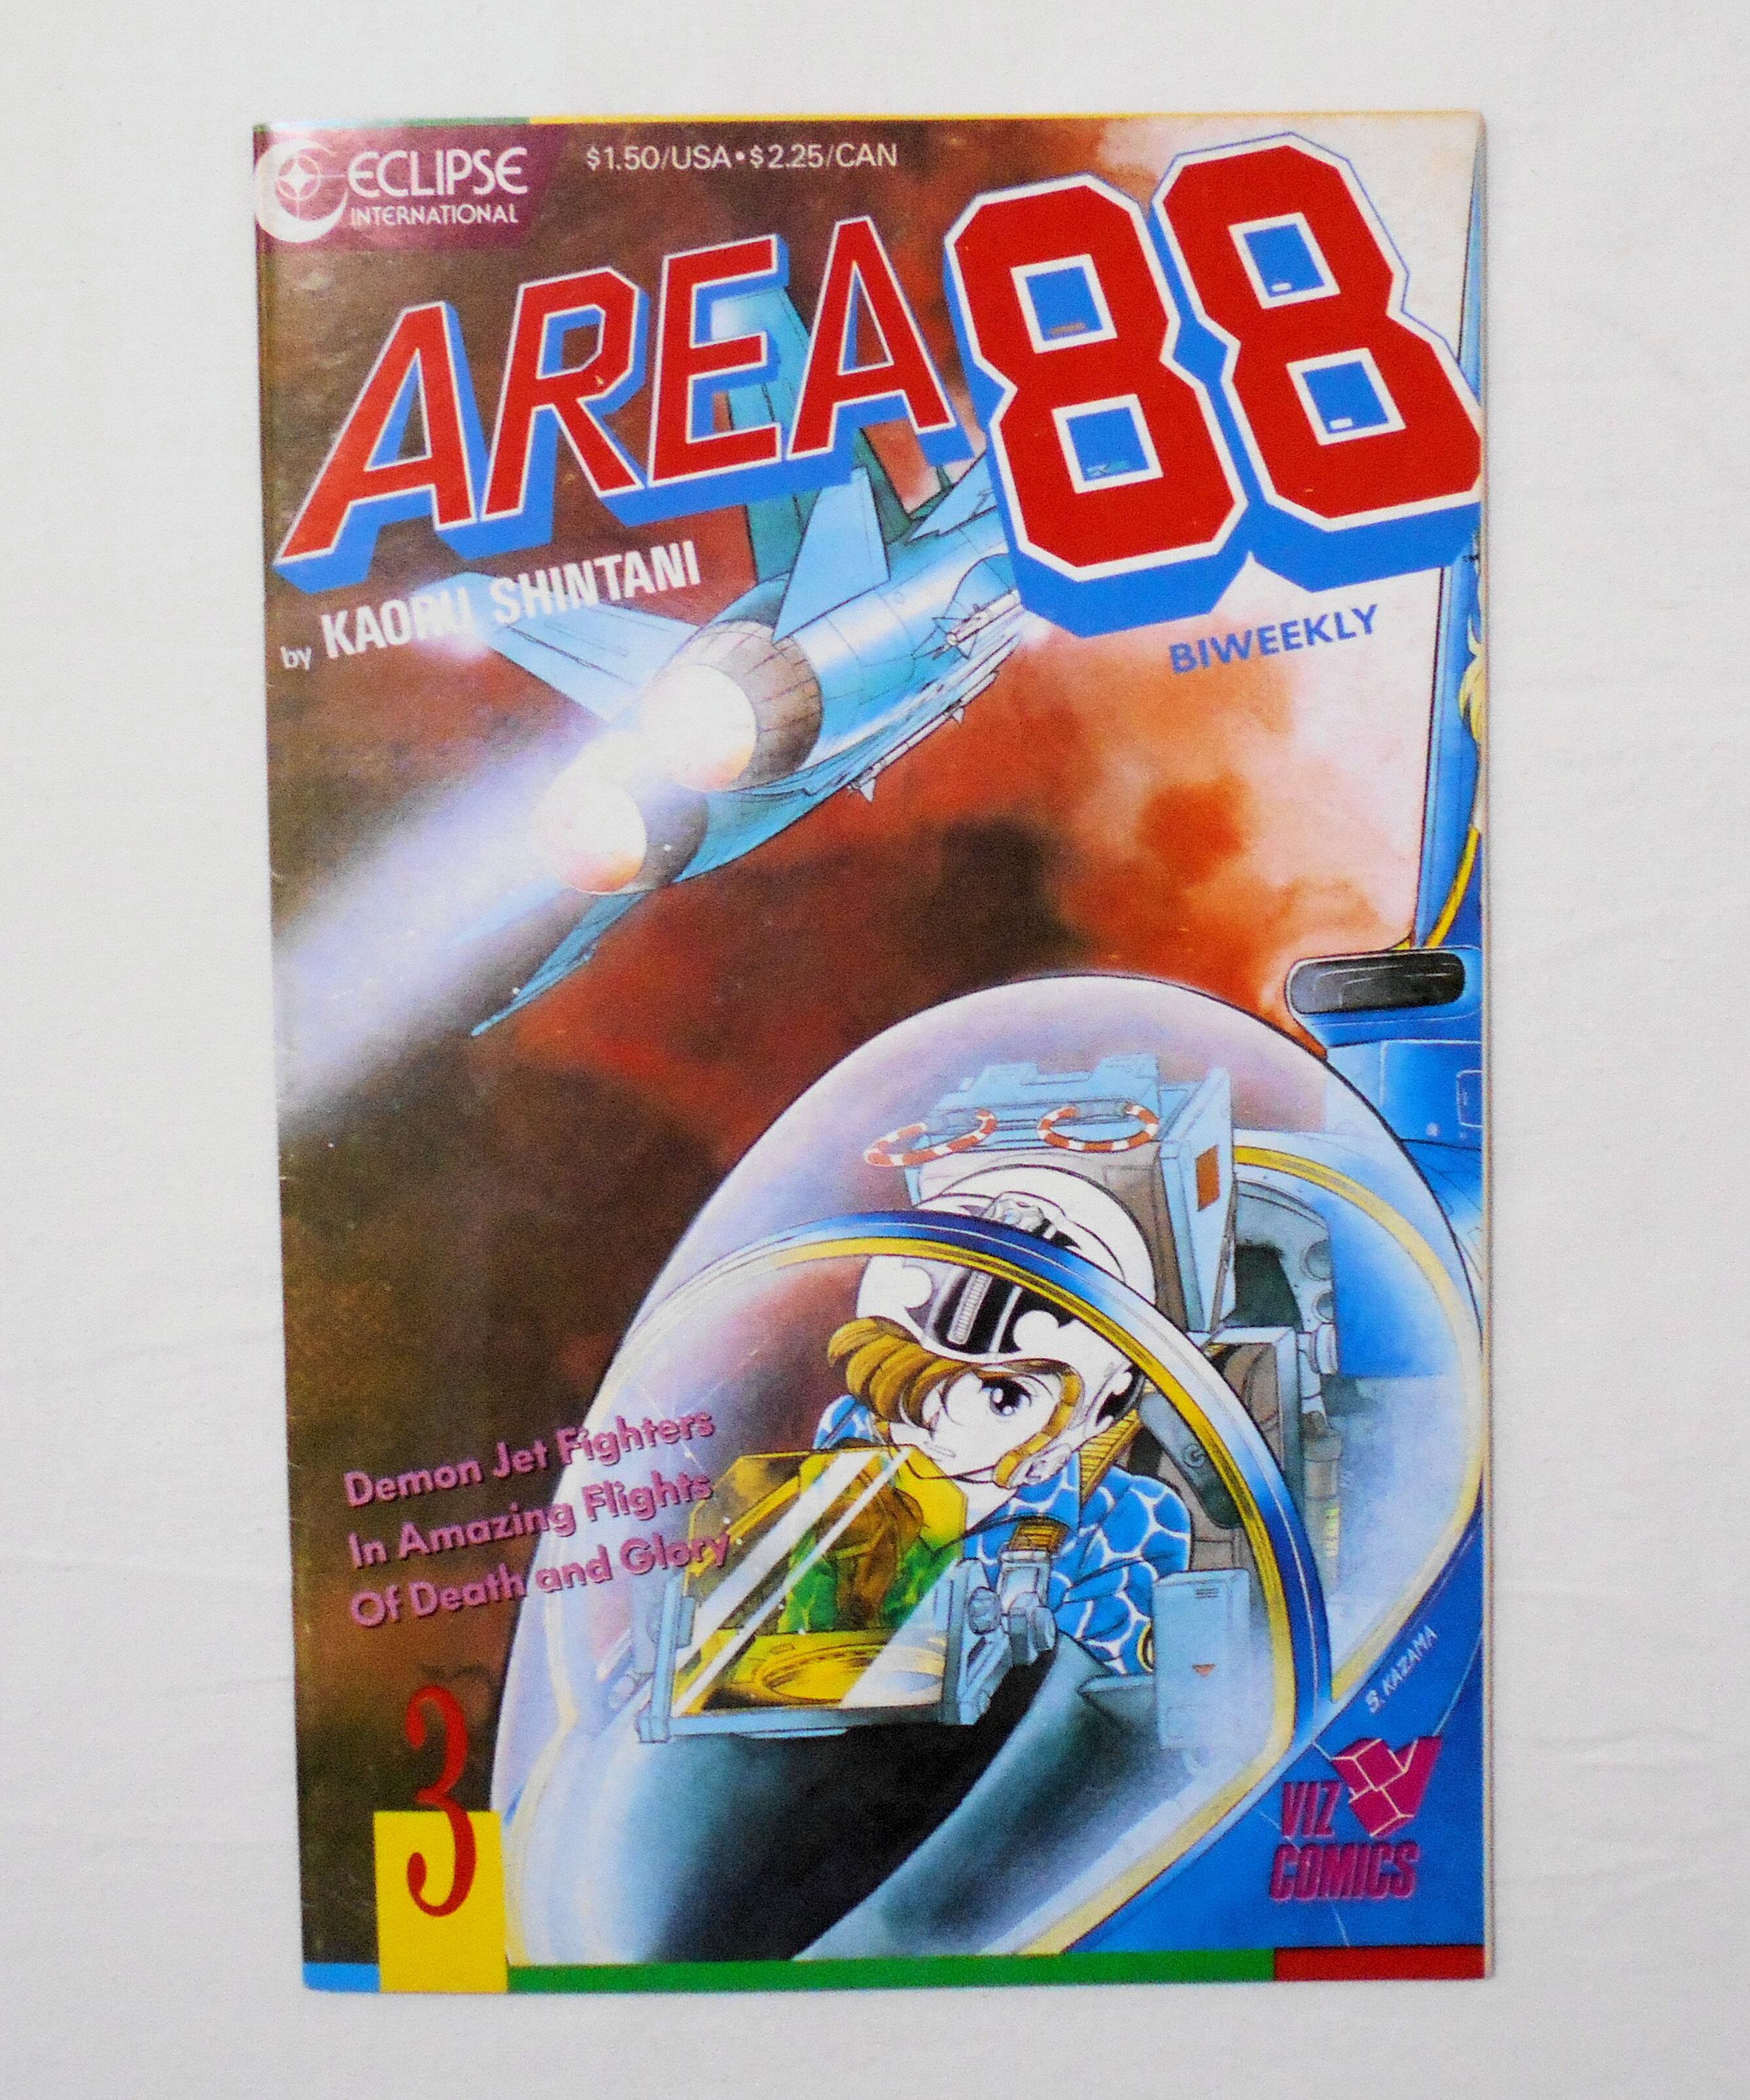 ECLIPSE
INTERNATIONAL
$1.50/USA•$2.25/CAN
AREA 88
by KAORU SHINTANI
BIWEEKLY
Demon Jet Fighters
In Amazing Flights
Of Death and Glory
S. KAZAMA
3
VIZ
COMICS